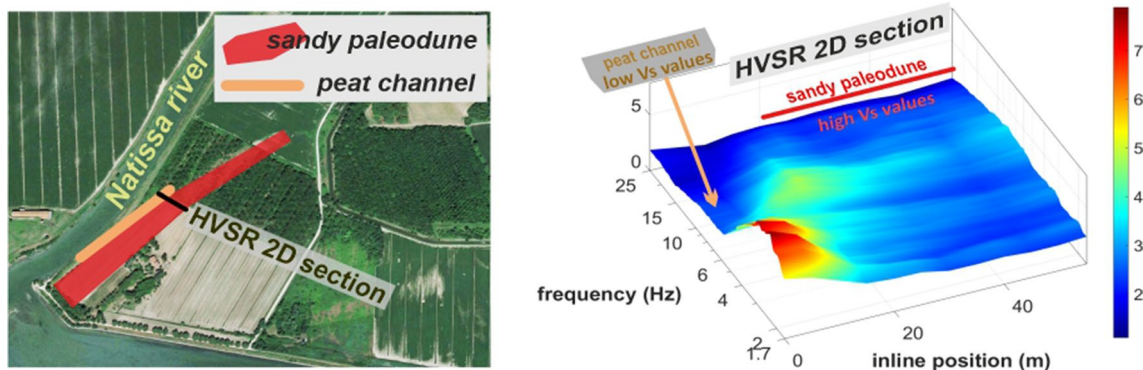 sandy paleodune
peat channel
Natissa river
HVSR 2D section
peat channel
low Vs values
HVSR 2D section
sandy paleodune
high Vs values
5
0
25
15
10
6
4
2
1.7
frequency (Hz)
0
20
40
inline position (m)
7
6
5
4
3
2